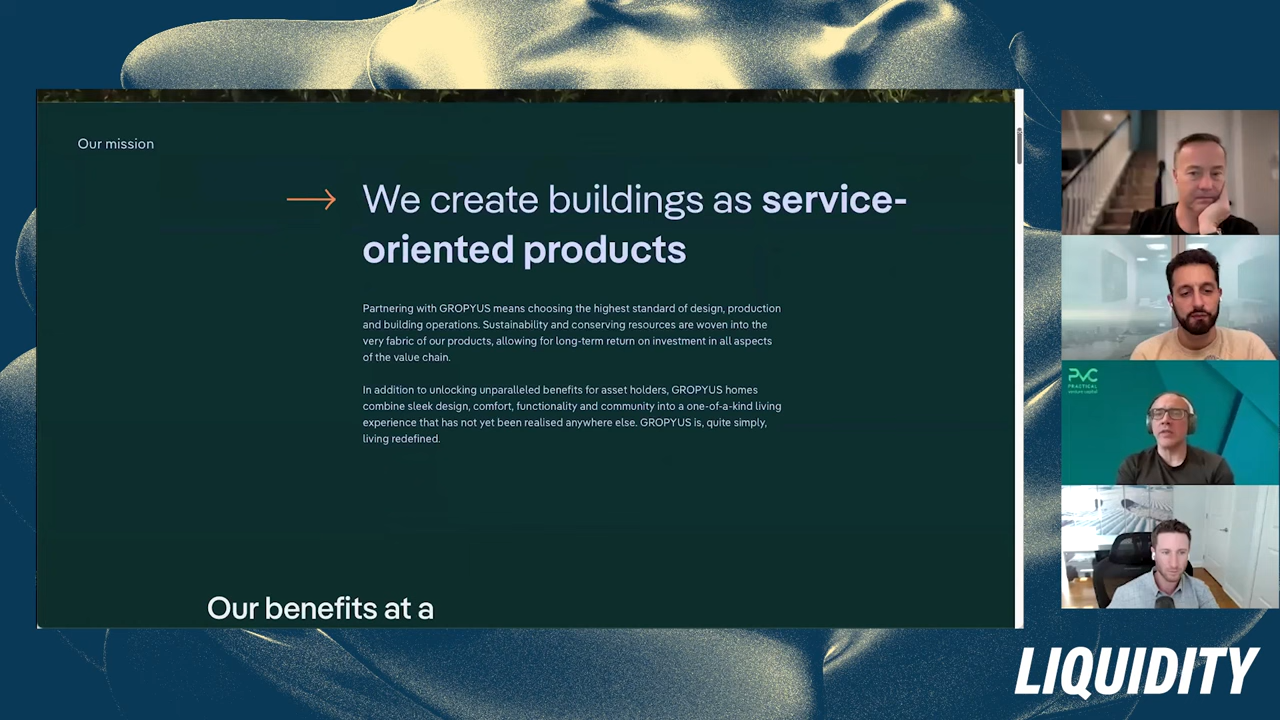 Our mission
We create buildings as service-
oriented products
Partnering with GROPYUS means choosing the highest standard of design, production
and building operations. Sustainability and conserving resources are woven into the
very fabric of our products, allowing for long-term return on investment in all aspects
of the value chain.
In addition to unlocking unparalleled benefits for asset holders, GROPYUS homes
combine sleek design, comfort, functionality and community into a one-of-a-kind living
experience that has not yet been realised anywhere else. GROPYUS is, quite simply,
living redefined.
Our benefits at a
PVC
PRACTICAL
venture capital
LIQUIDITY